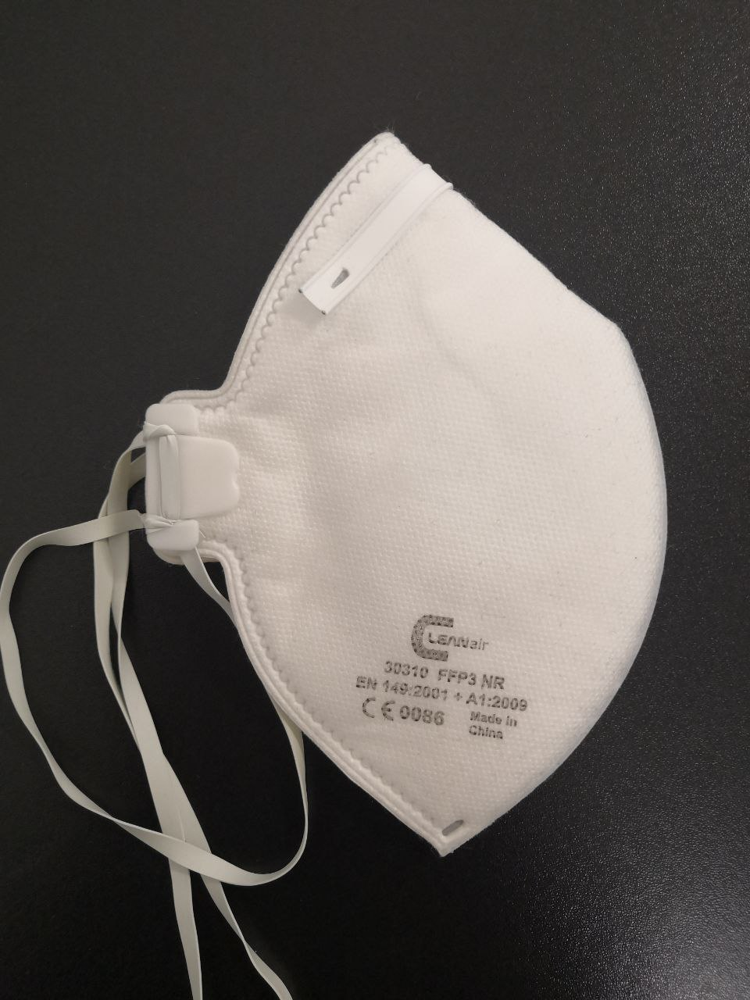 CLEANair
30310 FFP3 NR
EN 149:2001 + A1:2009
CE 0086 Made in
China